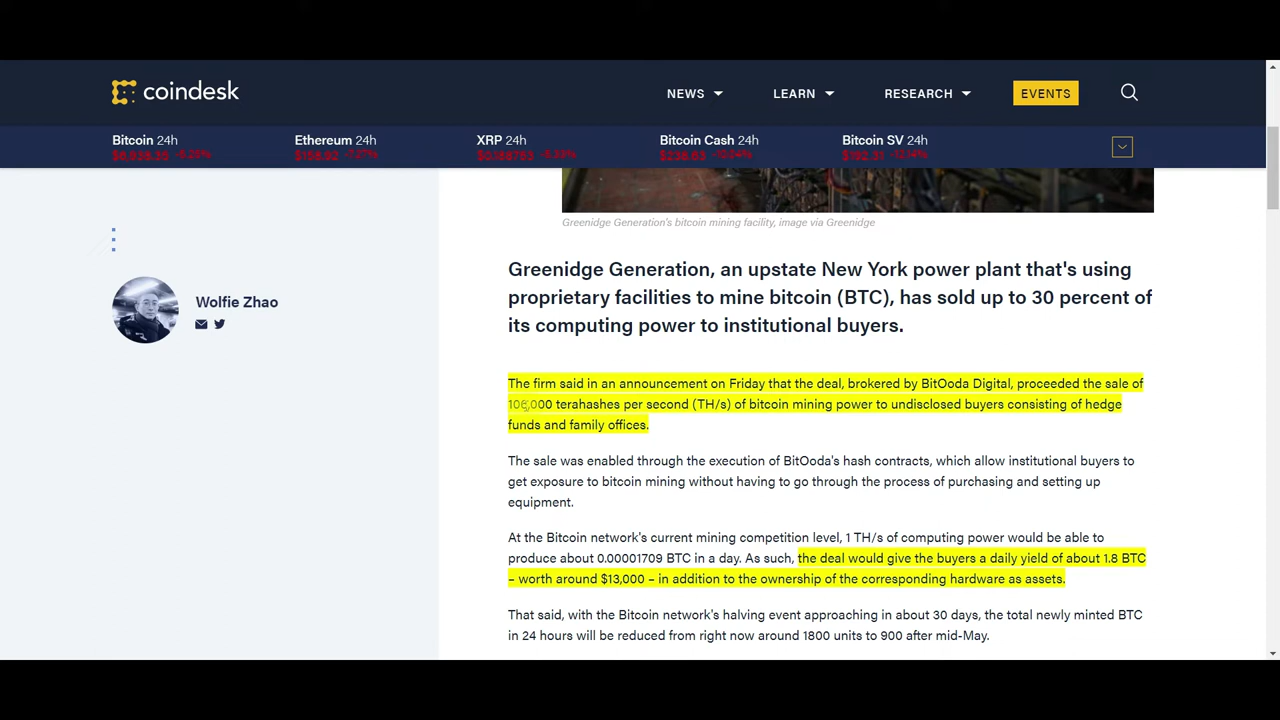 coindesk
NEWS
LEARN
RESEARCH
EVENTS
Bitcoin 24h
Ethereum 24h
XRP 24h
Bitcoin Cash 24h
Bitcoin SV 24h
Greenidge Generation's bitcoin mining facility, image via Greenidge
Wolfie Zhao
Greenidge Generation, an upstate New York power plant that's using
proprietary facilities to mine bitcoin (BTC), has sold up to 30 percent of
its computing power to institutional buyers.
The firm said in an announcement on Friday that the deal, brokered by BitOoda Digital, proceeded the sale of
106,000 terahashes per second (TH/s) of bitcoin mining power to undisclosed buyers consisting of hedge
funds and family offices.
The sale was enabled through the execution of BitOoda's hash contracts, which allow institutional buyers to
get exposure to bitcoin mining without having to go through the process of purchasing and setting up
equipment.
At the Bitcoin network's current mining competition level, 1 TH/s of computing power would be able to
produce about 0.00001709 BTC in a day. As such, the deal would give the buyers a daily yield of about 1.8 BTC
– worth around $13,000 – in addition to the ownership of the corresponding hardware as assets.
That said, with the Bitcoin network's halving event approaching in about 30 days, the total newly minted BTC
in 24 hours will be reduced from right now around 1800 units to 900 after mid-May.